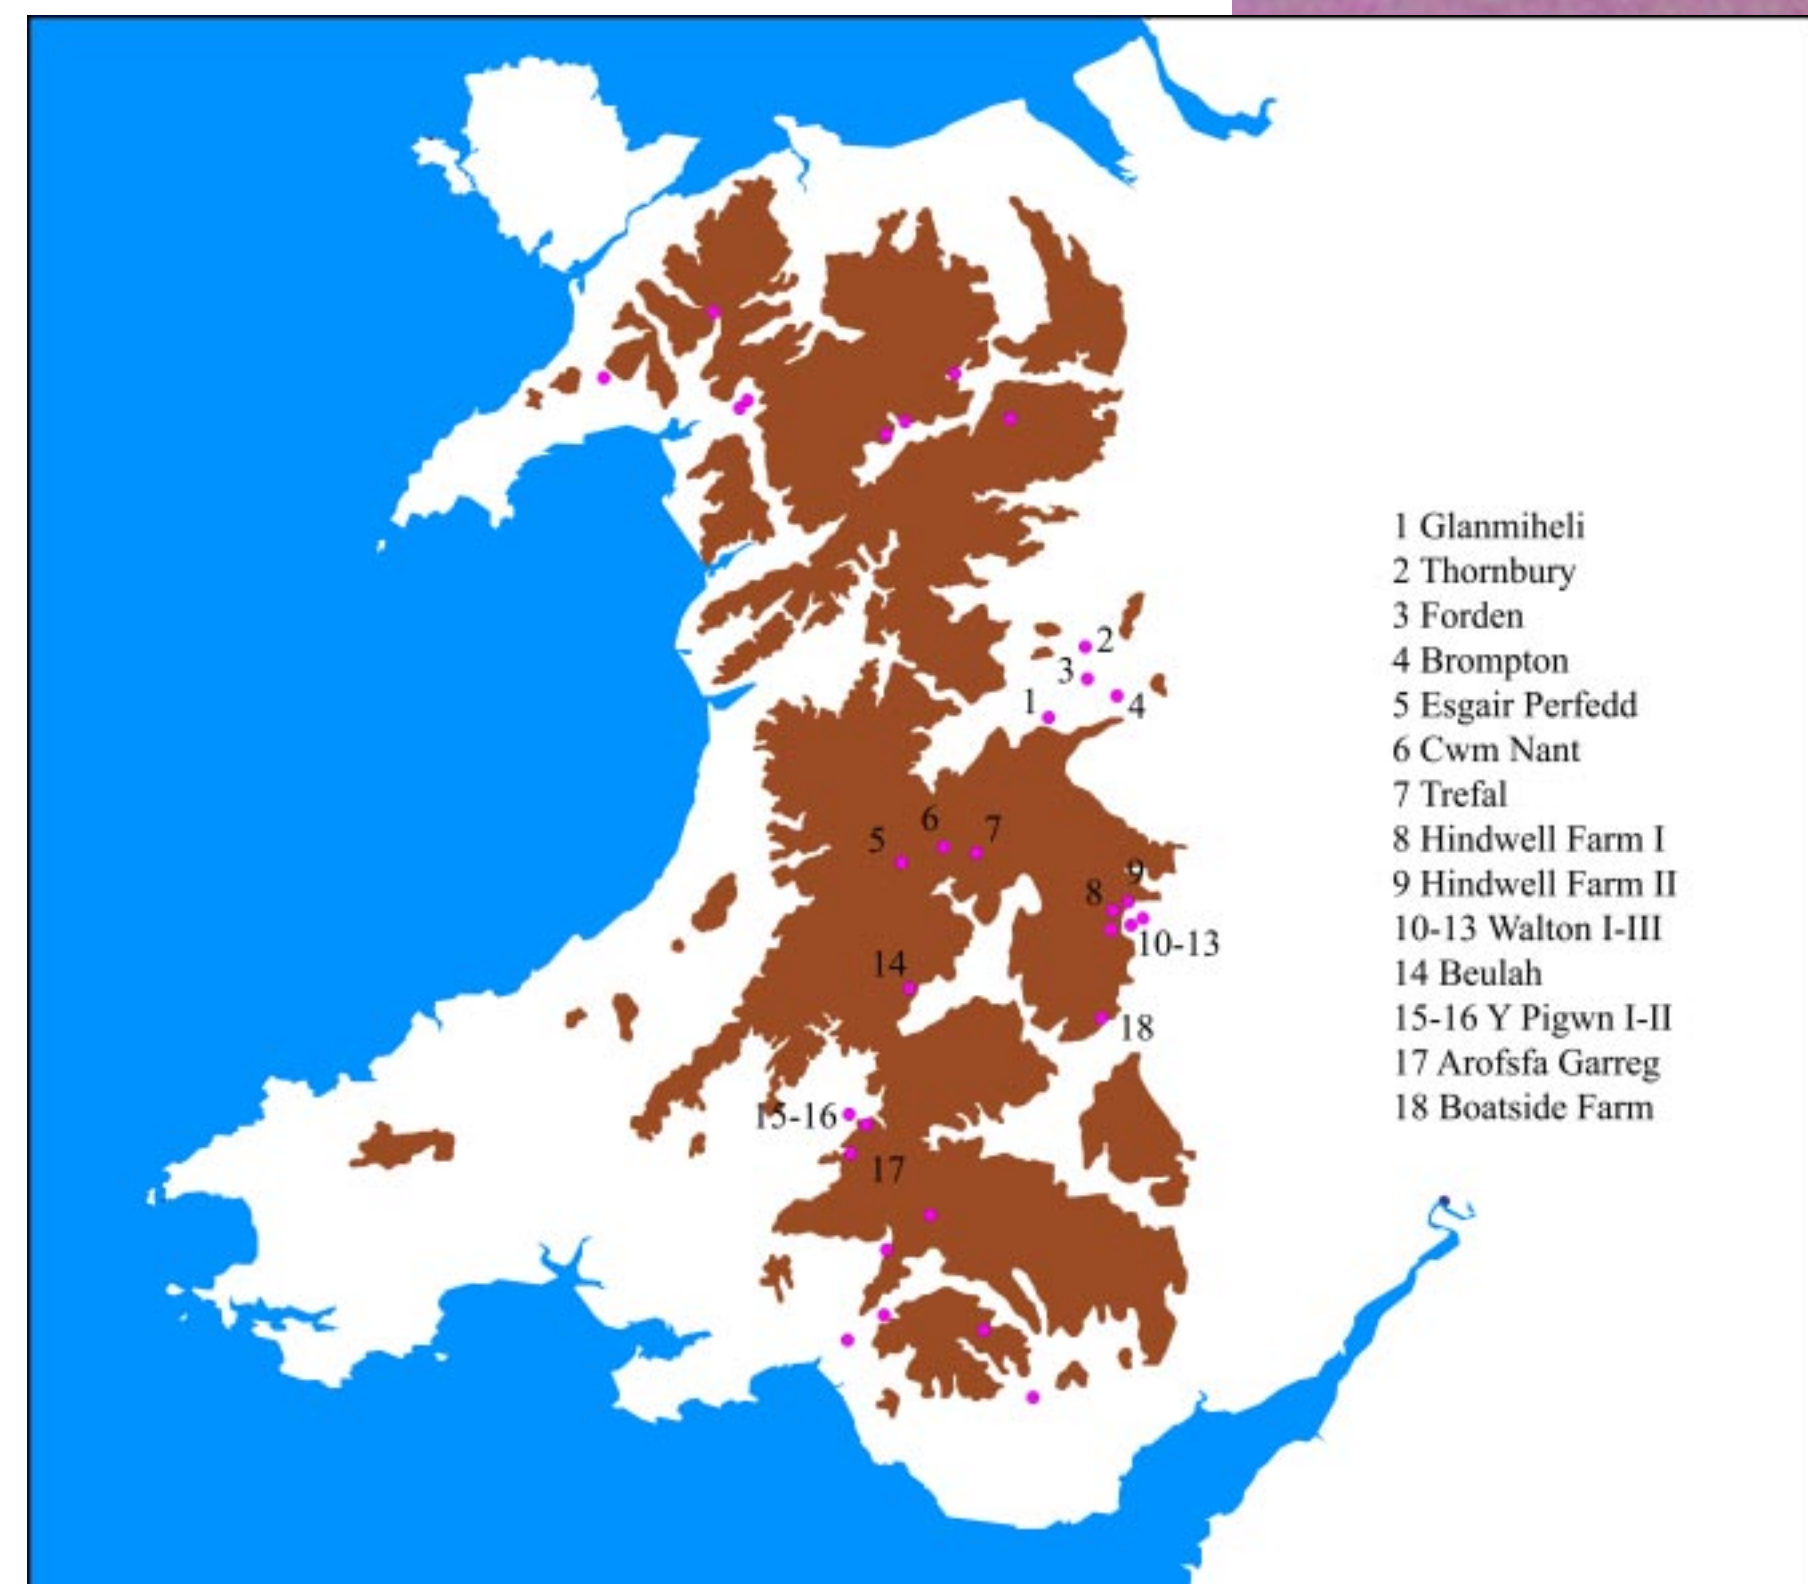 2
3
1
4
6
7
5
9
8
10-13
14
18
15-16
17
1 Glanmiheli
2 Thornbury
3 Forden
4 Brompton
5 Esgair Perfedd
6 Cwm Nant
7 Trefal
8 Hindwell Farm I
9 Hindwell Farm II
10-13 Walton I-III
14 Beulah
15-16 Y Pigwn I-II
17 Arofsfa Garreg
18 Boatside Farm